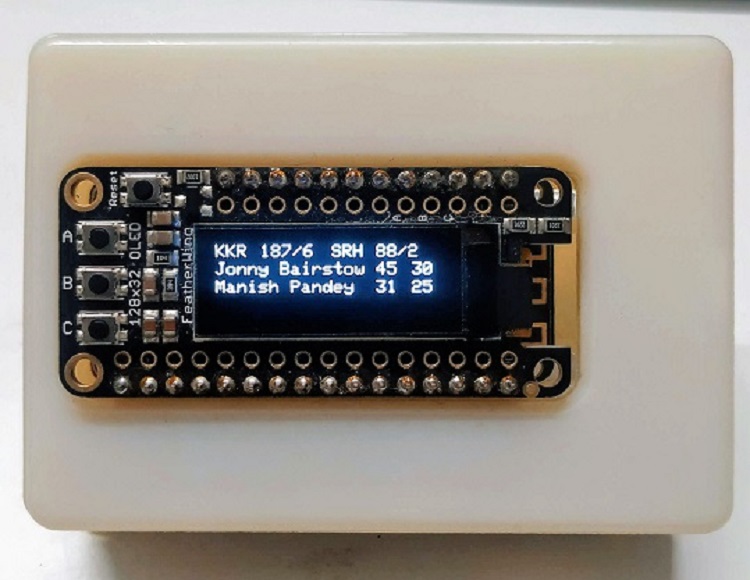 Reset
A
B
C
128x32 OLED
FeatherWing
KKR 187/6 SRH 88/2
Jonny Bairstow 45 30
Manish Pandey 31 25